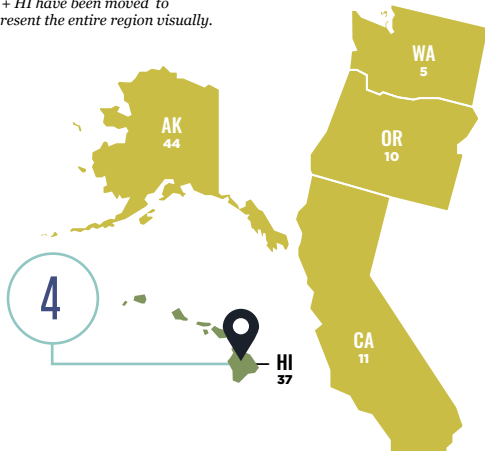 + HI have been moved to
resent the entire region visually.
WA
5
AK
44
OR
10
4
HI
37
CA
11